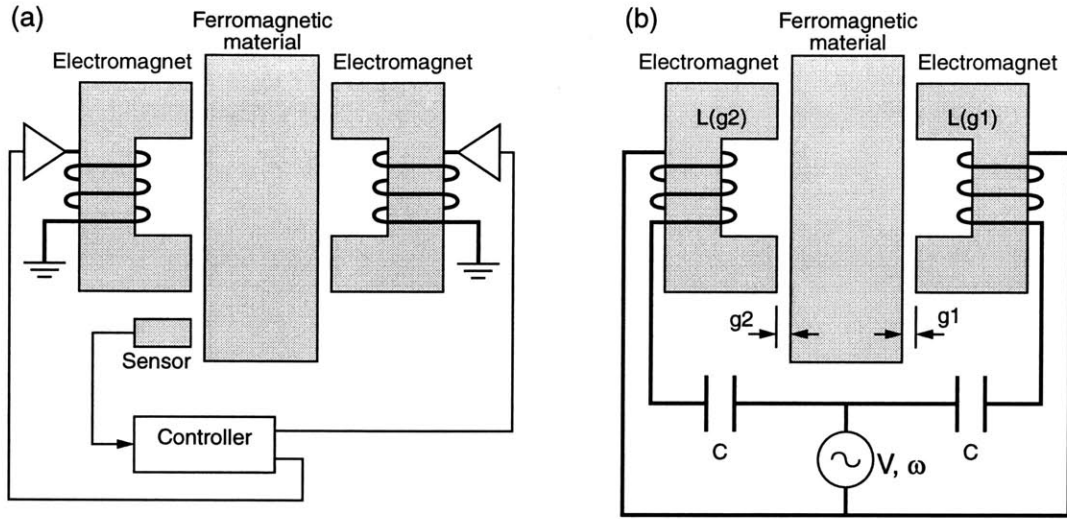 (a)
Ferromagnetic
material
Electromagnet
Electromagnet
Sensor
Controller
(b)
Ferromagnetic
material
Electromagnet
Electromagnet
L(g2)
L(g1)
g2
g1
C
C
V, ω